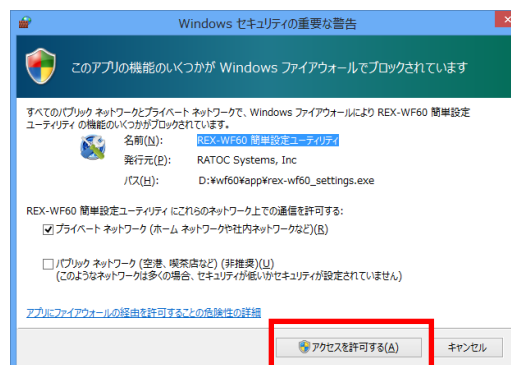 Windows セキュリティの重要な警告
このアプリの機能のいくつかが Windows ファイアウォールでブロックされています
すべてのパブリック ネットワークとプライベート ネットワークで、Windows ファイアウォールにより REX-WF60 簡単設定
ユーティリティ の機能のいくつかがブロックされています。
名前(N): REX-WF60 簡単設定ユーティリティ
発行元(P): RATOC Systems, Inc
パス(H): D:¥wf60¥app¥rex-wf60_settings.exe
REX-WF60 簡単設定ユーティリティ にこれらのネットワーク上での通信を許可する:
プライベート ネットワーク (ホーム ネットワークや社内ネットワークなど)(R)
パブリック ネットワーク (空港、喫茶店など) (非推奨)(U)
(このようなネットワークは多くの場合、セキュリティが低いかセキュリティが設定されていません)
アプリにファイアウォールの経由を許可することの危険性の詳細
アクセスを許可する(A) キャンセル